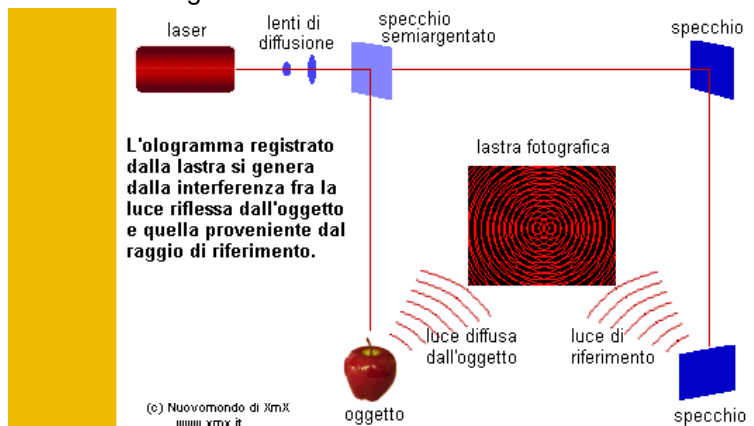 laser
lenti di
diffusione
specchio
semiargentato
specchio
L'ologramma registrato
dalla lastra si genera
dalla interferenza fra la
luce riflessa dall'oggetto
e quella proveniente dal
raggio di riferimento.
lastra fotografica
luce diffusa
dall'oggetto
luce di
riferimento
(c) Nuovomondo di XmX
oggetto
specchio